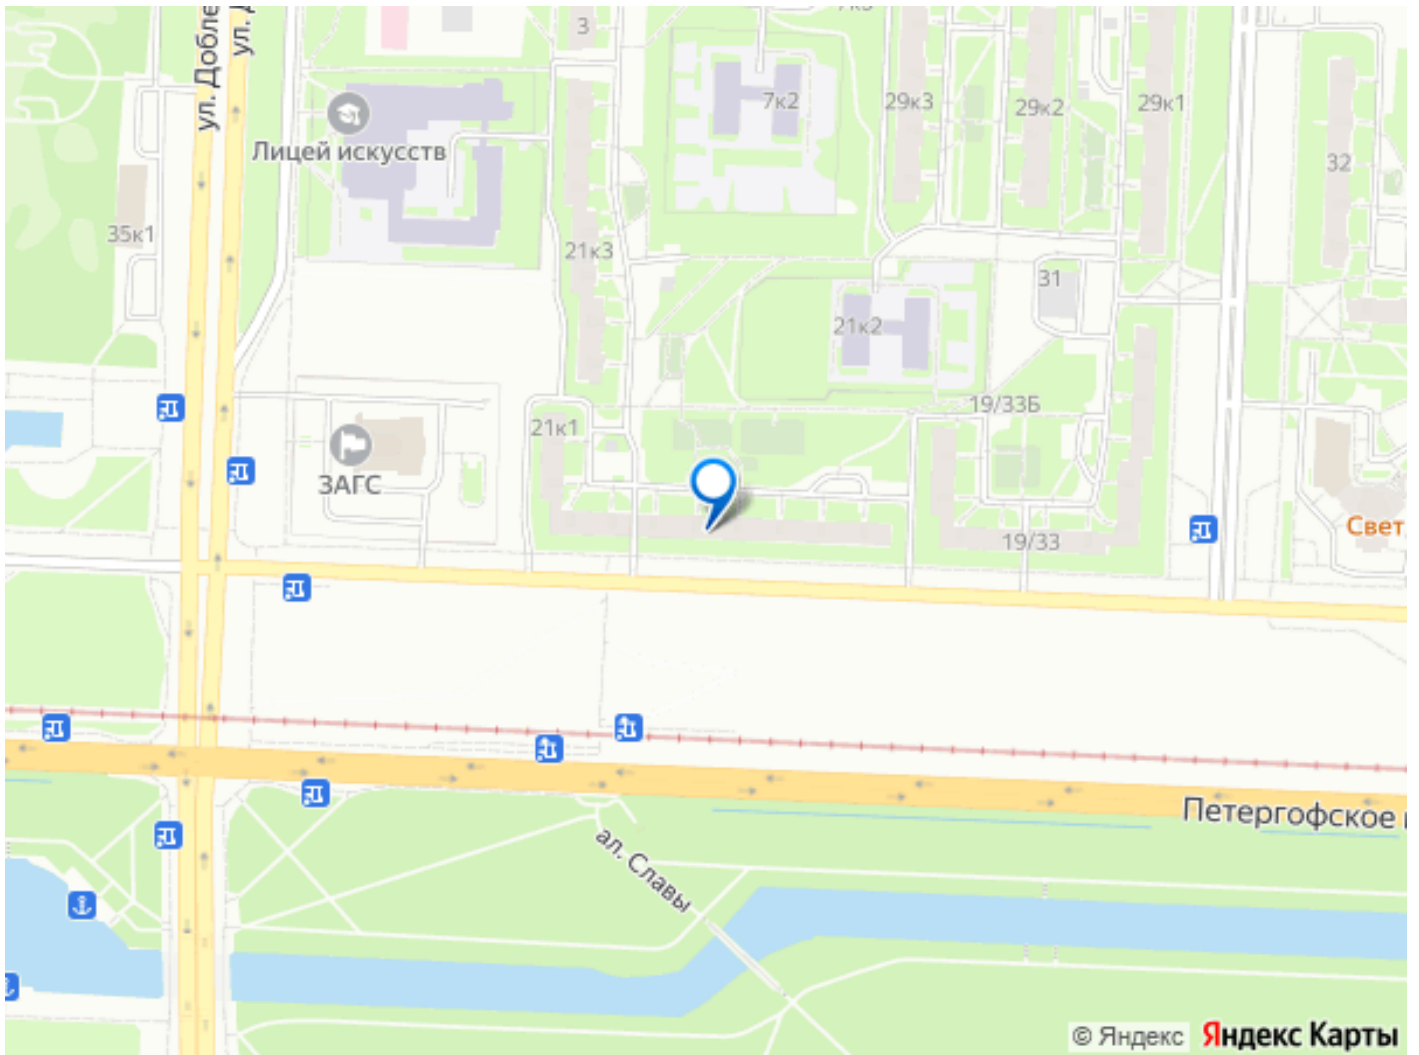 ул. Добле
ул. Д
3
7к2
29к3
29к2
29к1
Лицей искусств
32
35к1
21к3
31
21к2
19/33Б
21к1
ЗАГС
19/33
Свет
Петергофское
ал. Славы
© Яндекс Яндекс Карты